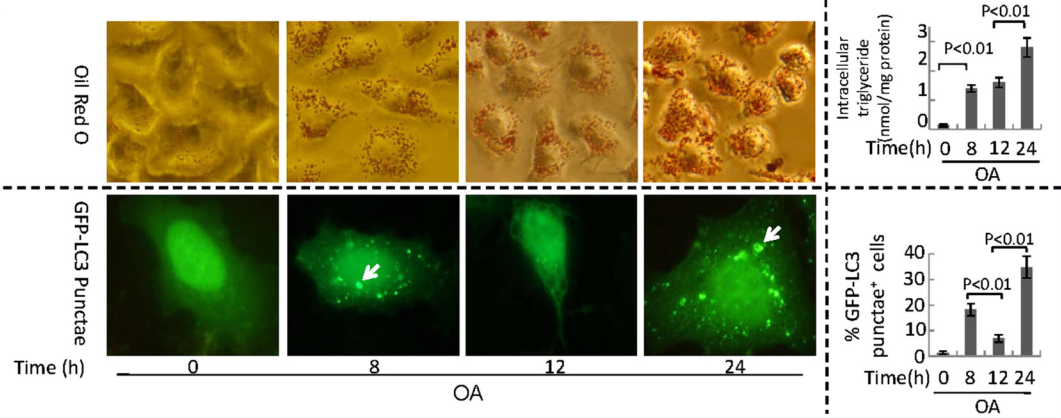 Oil Red O
GFP-LC3 Punctae
Time (h)
0
8
12
24
OA
Intracellular
triglyceride
(nmol/mg protein)
3
2
1
0
P<0.01
P<0.01
Time(h)
0 8 12 24
OA
% GFP-LC3
punctae⁺ cells
40
30
20
10
0
P<0.01
P<0.01
Time(h)
0 8 12 24
OA